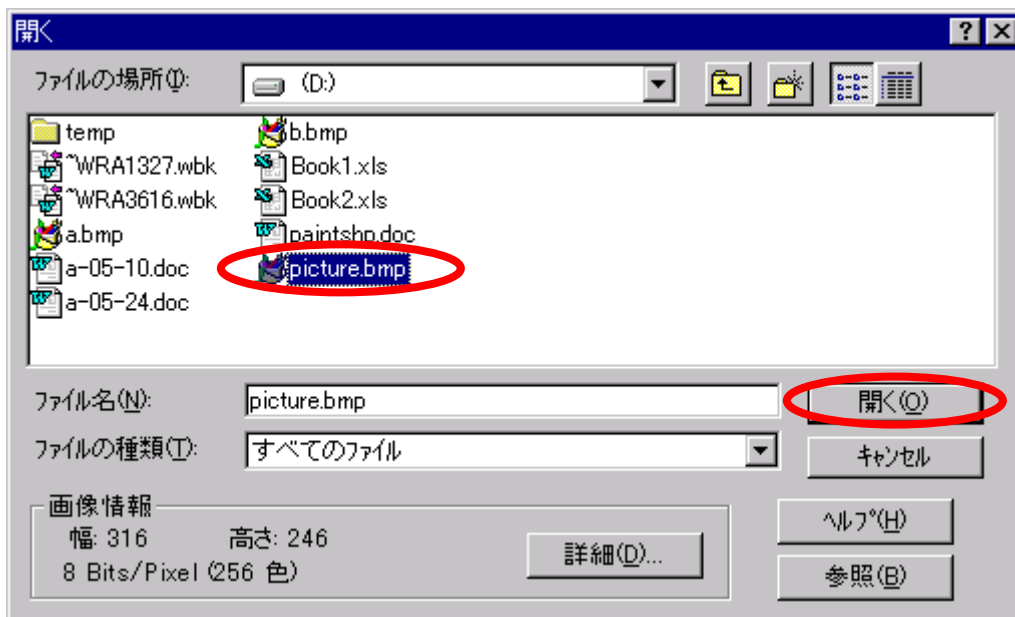 開く
ファイルの場所(I):
(D:)
temp
~WRA1327.wbk
~WRA3616.wbk
a.bmp
a-05-10.doc
a-05-24.doc
b.bmp
Book1.xls
Book2.xls
paintshp.doc
picture.bmp
ファイル名(N):
picture.bmp
開く(O)
ファイルの種類(T):
すべてのファイル
キャンセル
画像情報
幅: 316 高さ: 246
8 Bits/Pixel (256 色)
詳細(D)...
ヘルプ(H)
参照(B)